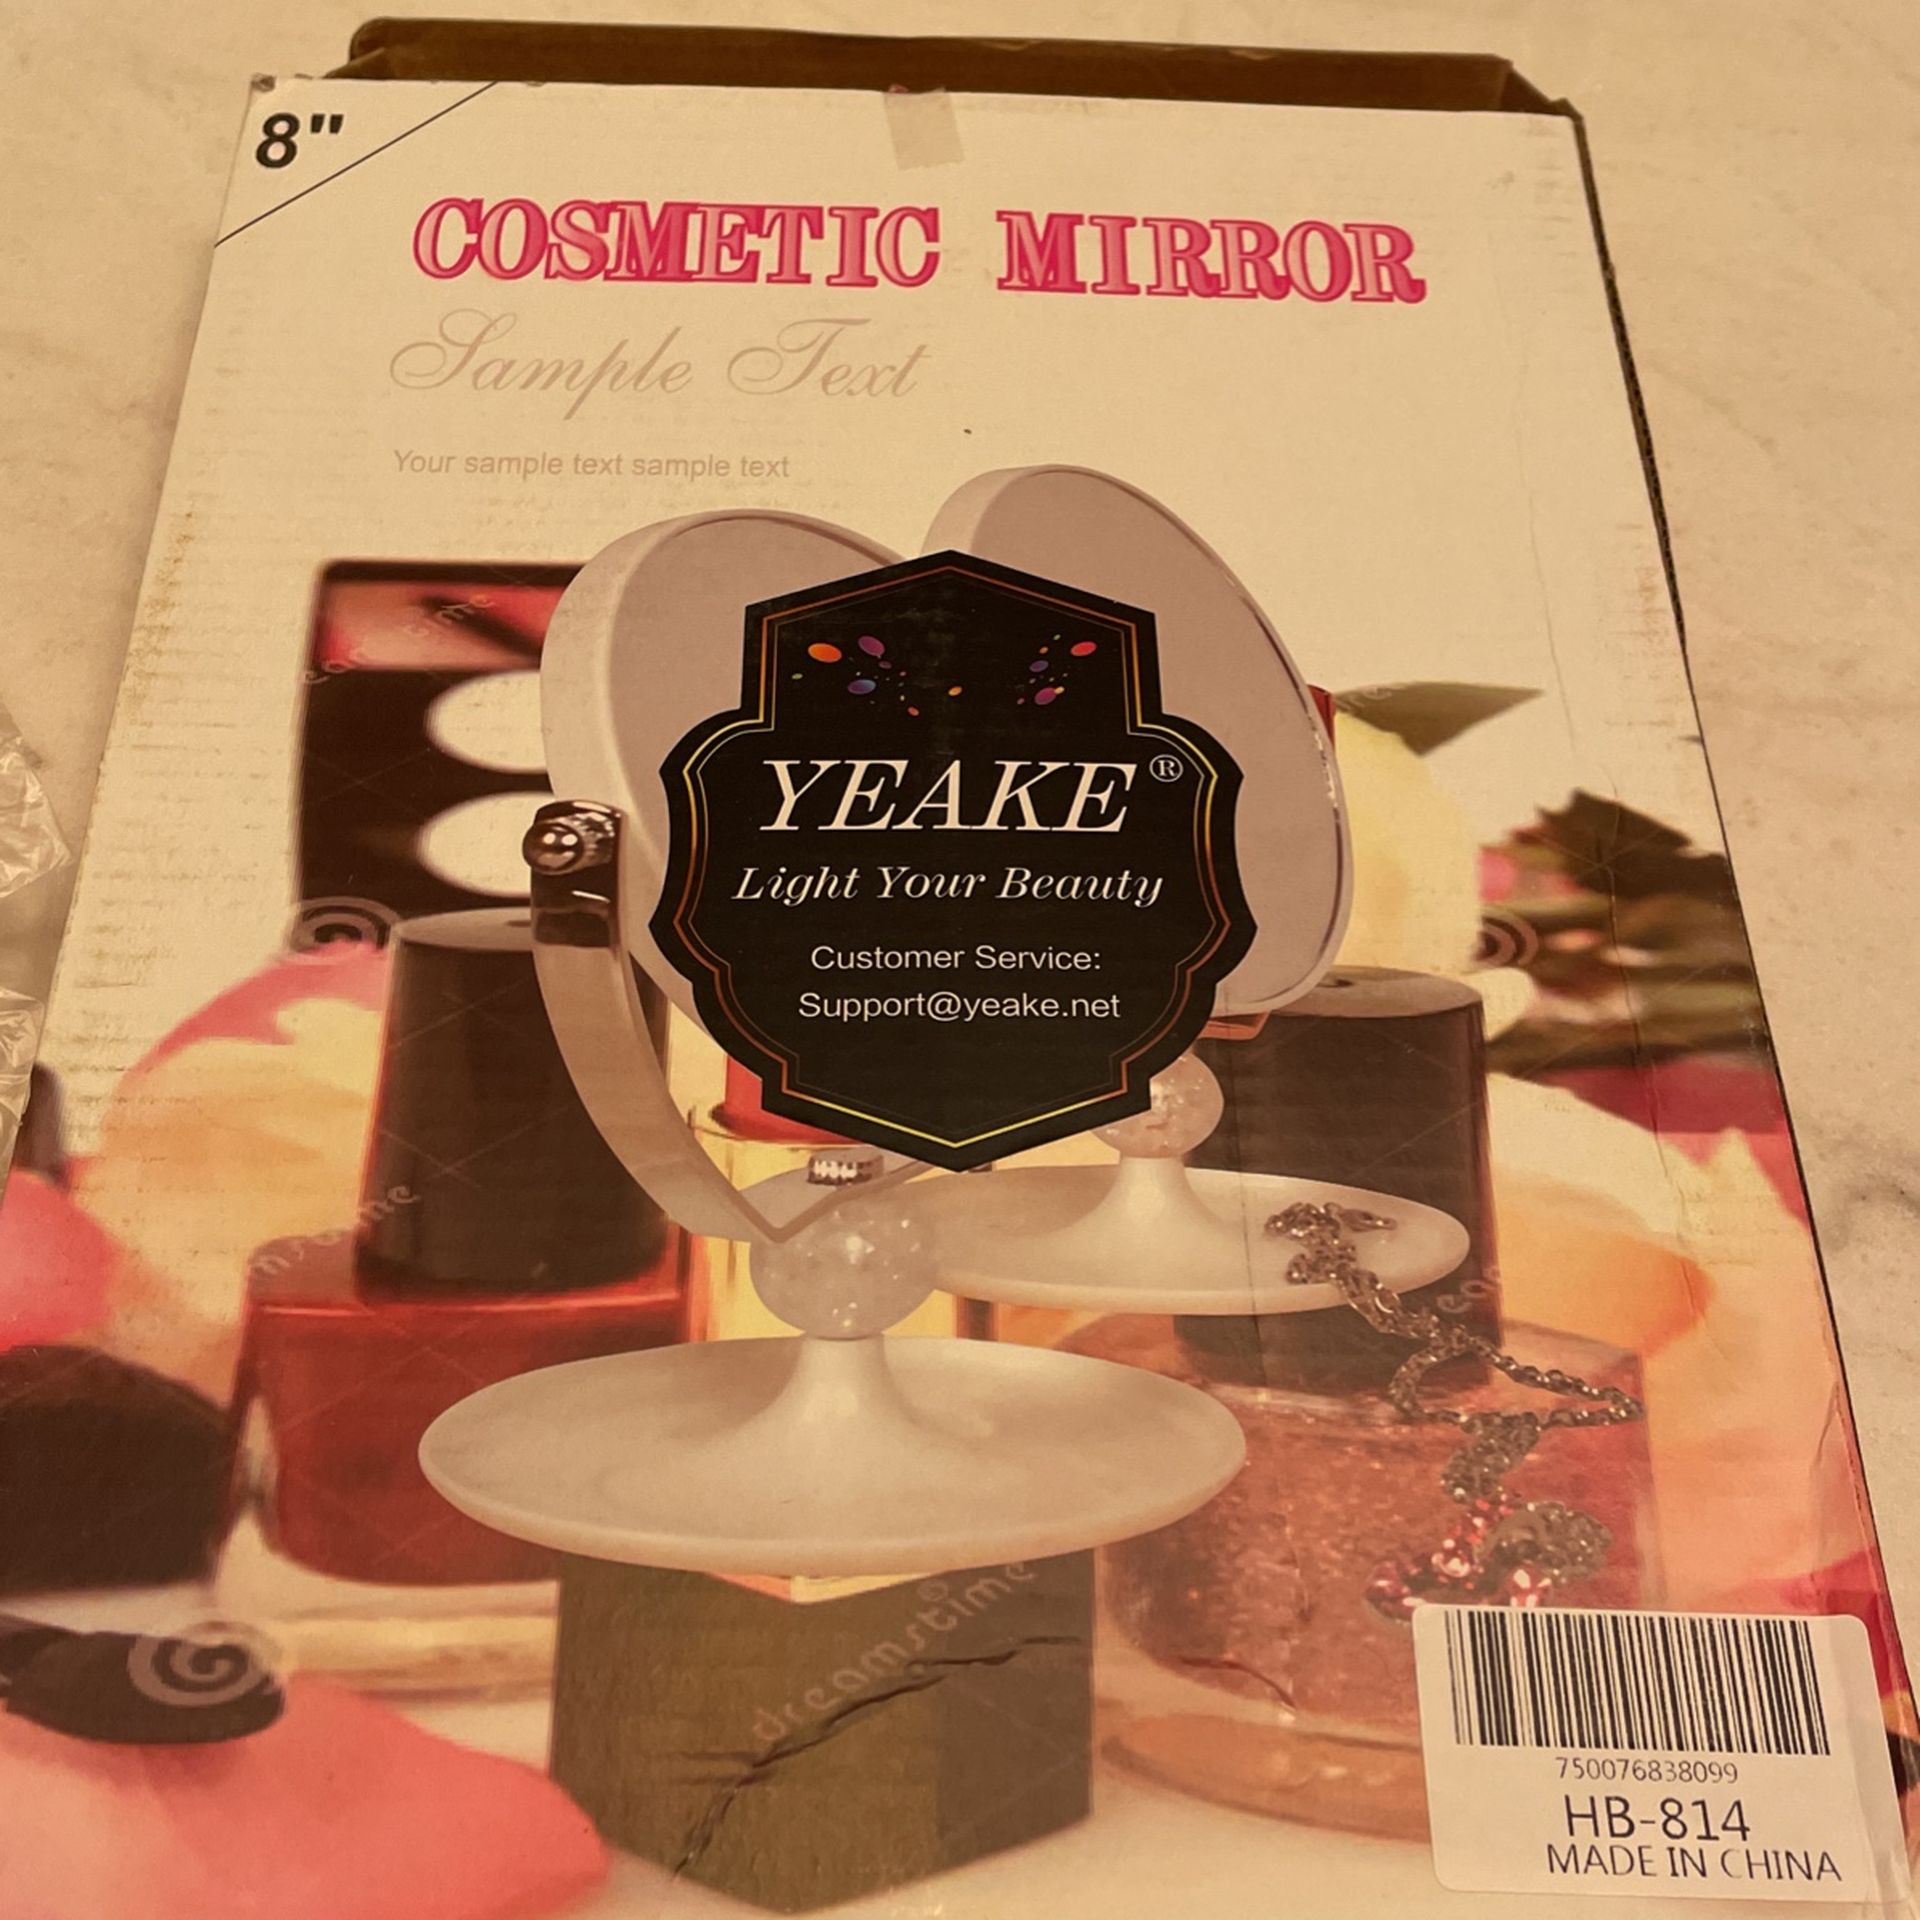 8"
COSMETIC MIRROR
Sample Text
Your sample text sample text
YEAKE®
Light Your Beauty
Customer Service:
Support@yeake.net
dreamstime
750076838099
HB-814
MADE IN CHINA